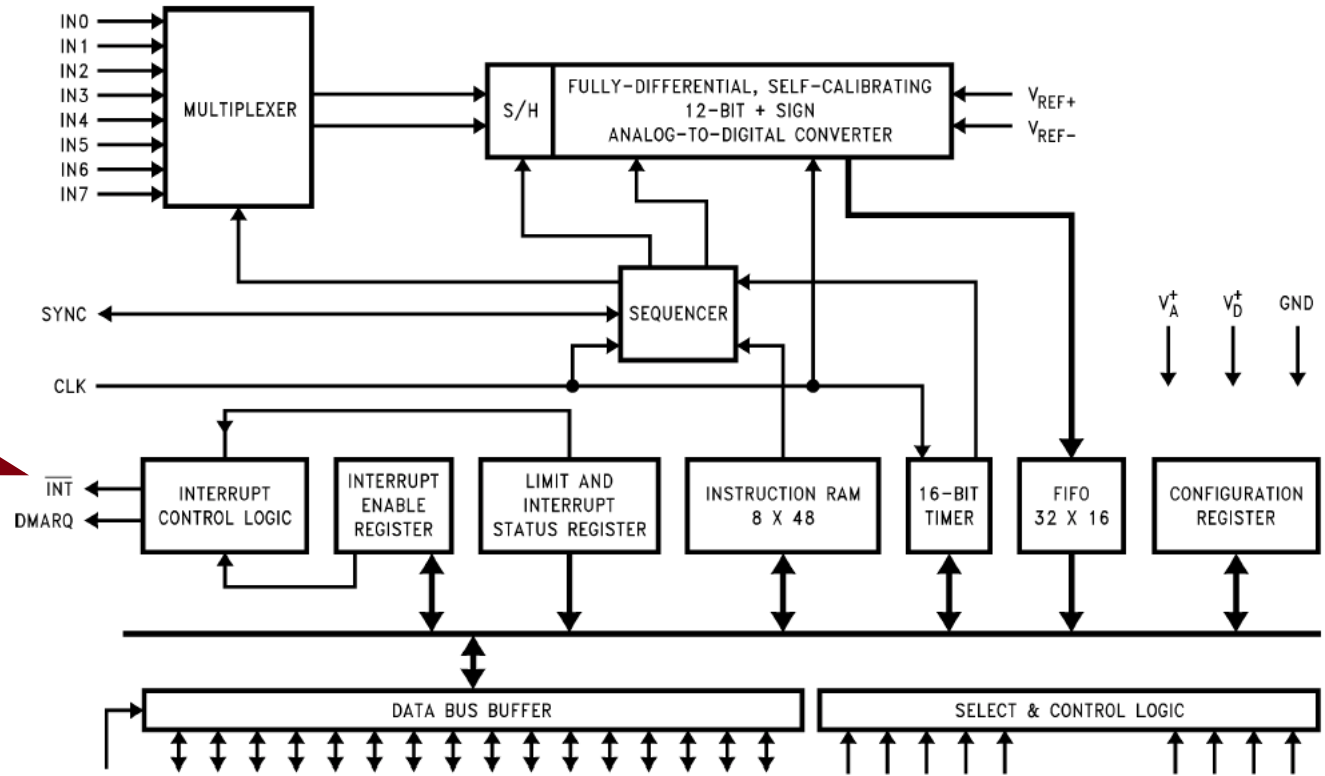 IN0
IN1
IN2
IN3
IN4
IN5
IN6
IN7
MULTIPLEXER
S/H
FULLY-DIFFERENTIAL, SELF-CALIBRATING
12-BIT + SIGN
ANALOG-TO-DIGITAL CONVERTER
VREF+
VREF-
SYNC
SEQUENCER
VA+
VD+
GND
CLK
INT
DMARQ
INTERRUPT
CONTROL LOGIC
INTERRUPT
ENABLE
REGISTER
LIMIT AND
INTERRUPT
STATUS REGISTER
INSTRUCTION RAM
8 X 48
16-BIT
TIMER
FIFO
32 X 16
CONFIGURATION
REGISTER
DATA BUS BUFFER
SELECT & CONTROL LOGIC